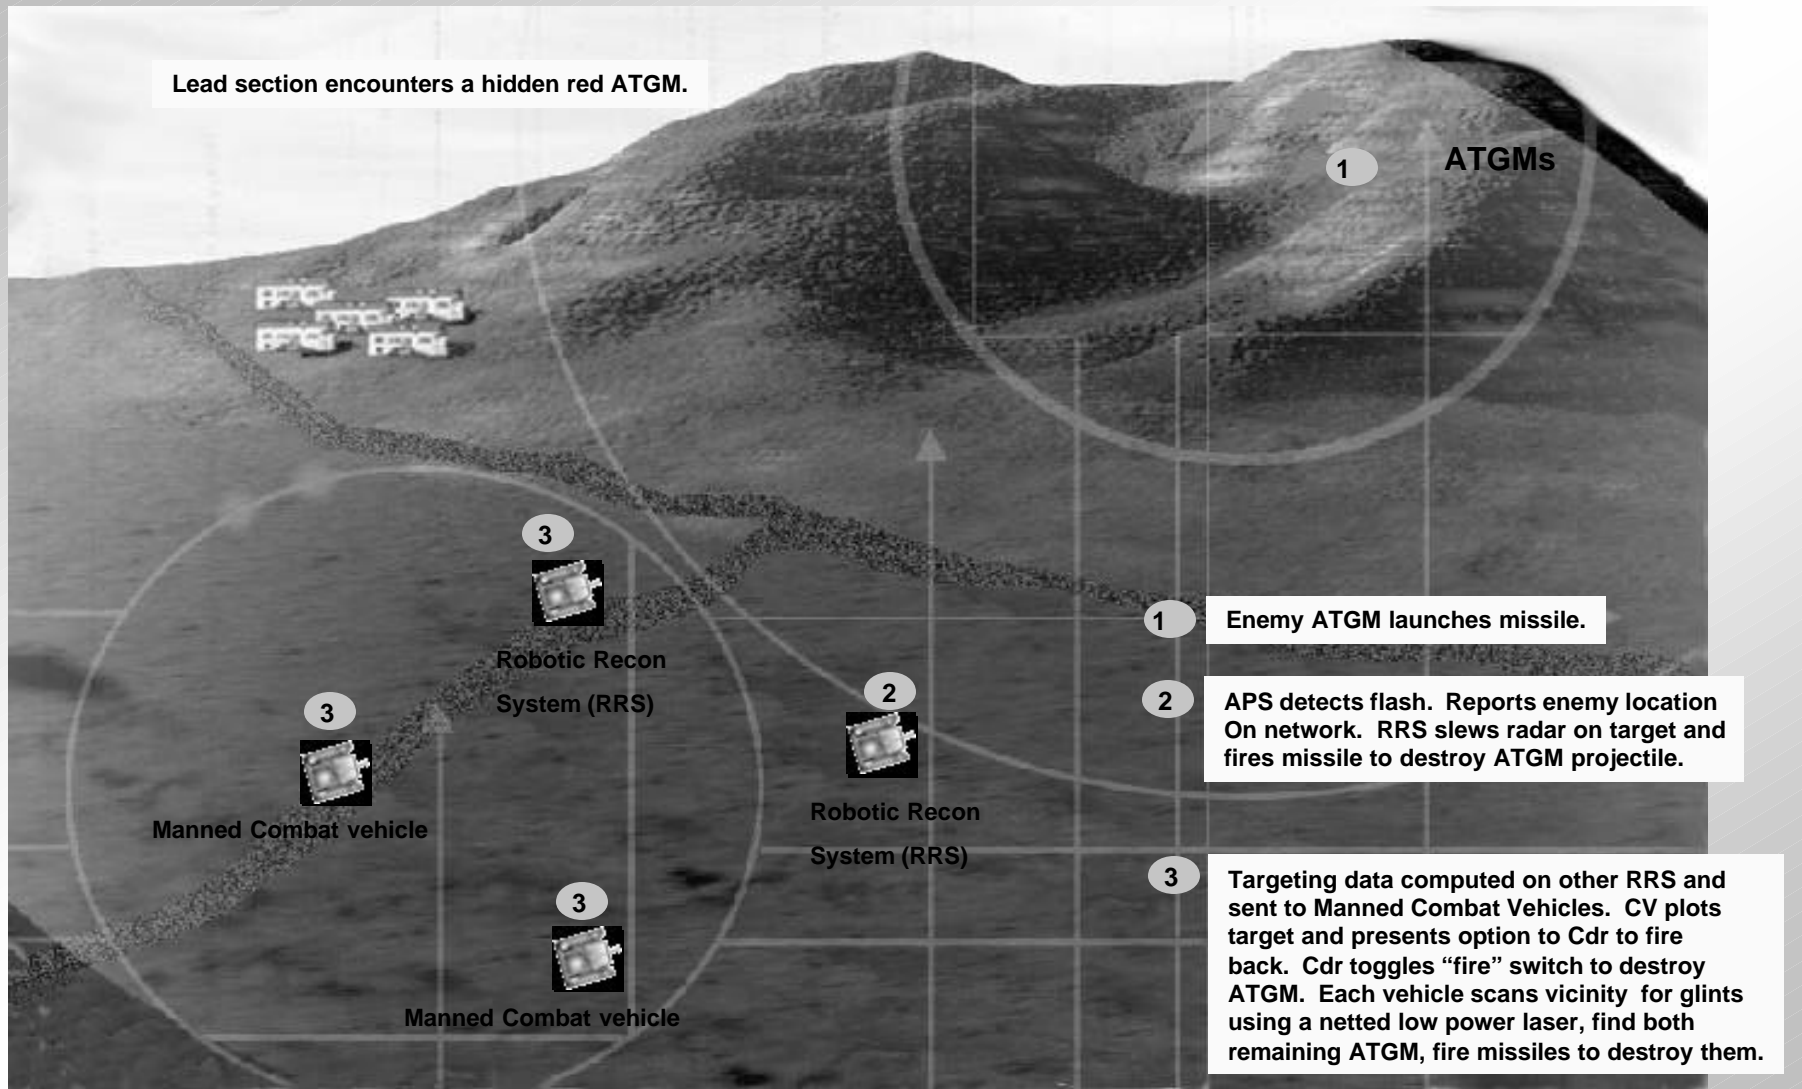 Lead section encounters a hidden red ATGM.
1
ATGMs
3
Robotic Recon
System (RRS)
3
Manned Combat vehicle
2
Robotic Recon
System (RRS)
3
Manned Combat vehicle
1
Enemy ATGM launches missile.
2
APS detects flash.  Reports enemy location
On network.  RRS slews radar on target and
fires missile to destroy ATGM projectile.
3
Targeting data computed on other RRS and
sent to Manned Combat Vehicles.  CV plots
target and presents option to Cdr to fire
back.  Cdr toggles “fire” switch to destroy
ATGM.  Each vehicle scans vicinity  for glints
using a netted low power laser, find both
remaining ATGM, fire missiles to destroy them.